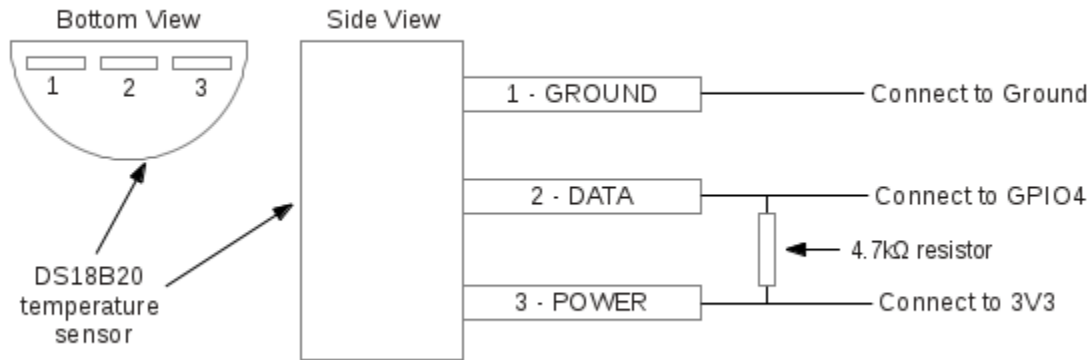 Bottom View
1
2
3
DS18B20
temperature
sensor
Side View
1 - GROUND
Connect to Ground
2 - DATA
Connect to GPIO4
4.7kΩ resistor
3 - POWER
Connect to 3V3